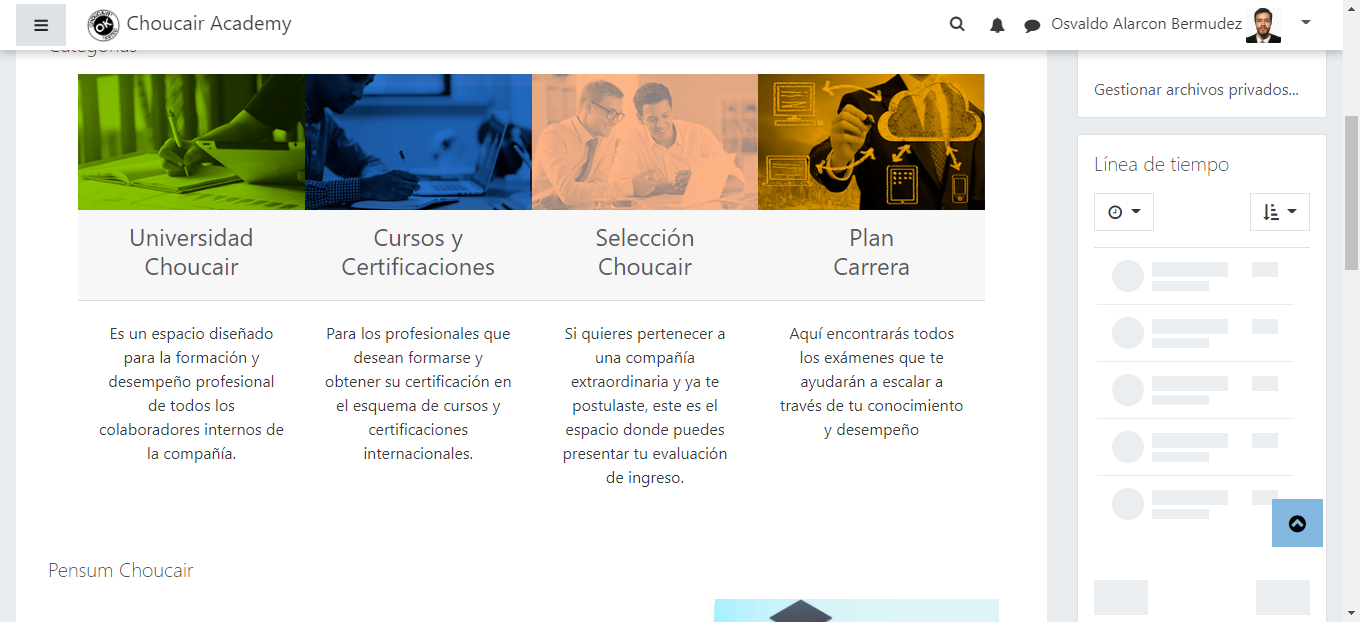 Choucair Academy
Osvaldo Alarcon Bermudez
Categorías
Universidad
Choucair
Cursos y
Certificaciones
Selección
Choucair
Plan
Carrera
Es un espacio diseñado
para la formación y
desempeño profesional
de todos los
colaboradores internos de
la compañía.
Para los profesionales que
desean formarse y
obtener su certificación en
el esquema de cursos y
certificaciones
internacionales.
Si quieres pertenecer a
una compañía
extraordinaria y ya te
postulaste, este es el
espacio donde puedes
presentar tu evaluación
de ingreso.
Aquí encontrarás todos
los exámenes que te
ayudarán a escalar a
través de tu conocimiento
y desempeño
Pensum Choucair
Gestionar archivos privados...
Línea de tiempo